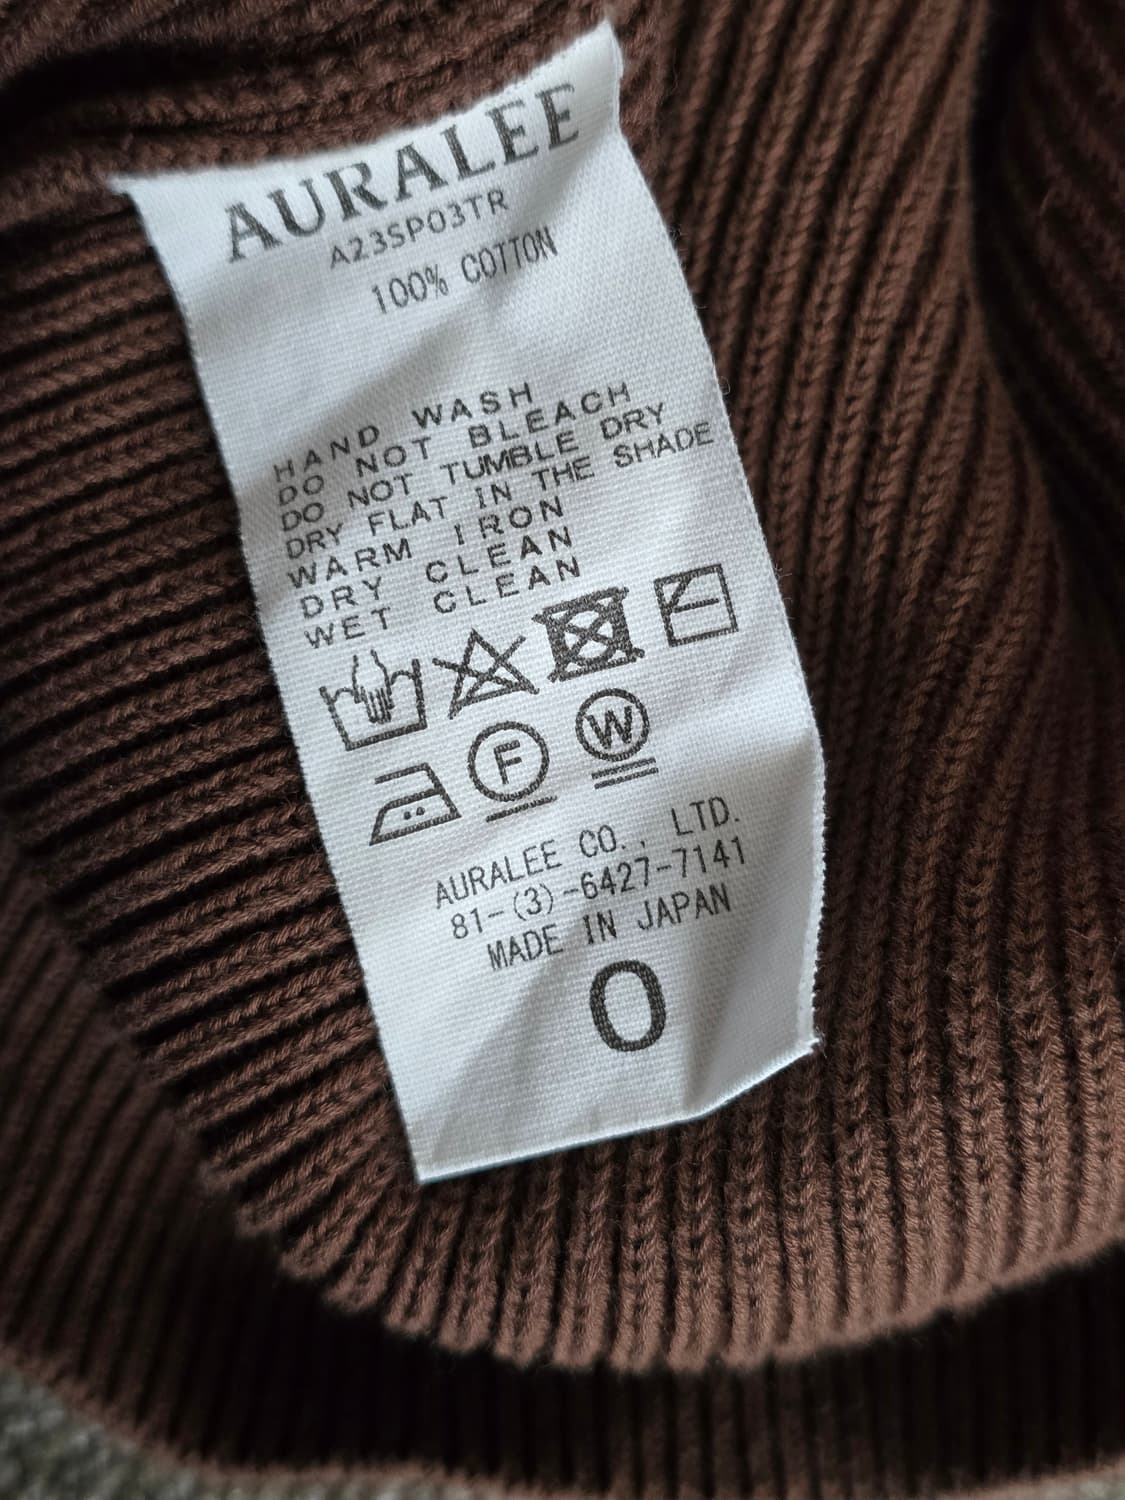 AURALEE
A23SP03TR
100% COTTON
HAND WASH
DO NOT BLEACH
DO NOT TUMBLE DRY
DRY FLAT IN THE SHADE
WARM IRON
DRY CLEAN
WET CLEAN
F W
AURALEE CO., LTD.
81-(3)-6427-7141
MADE IN JAPAN
0